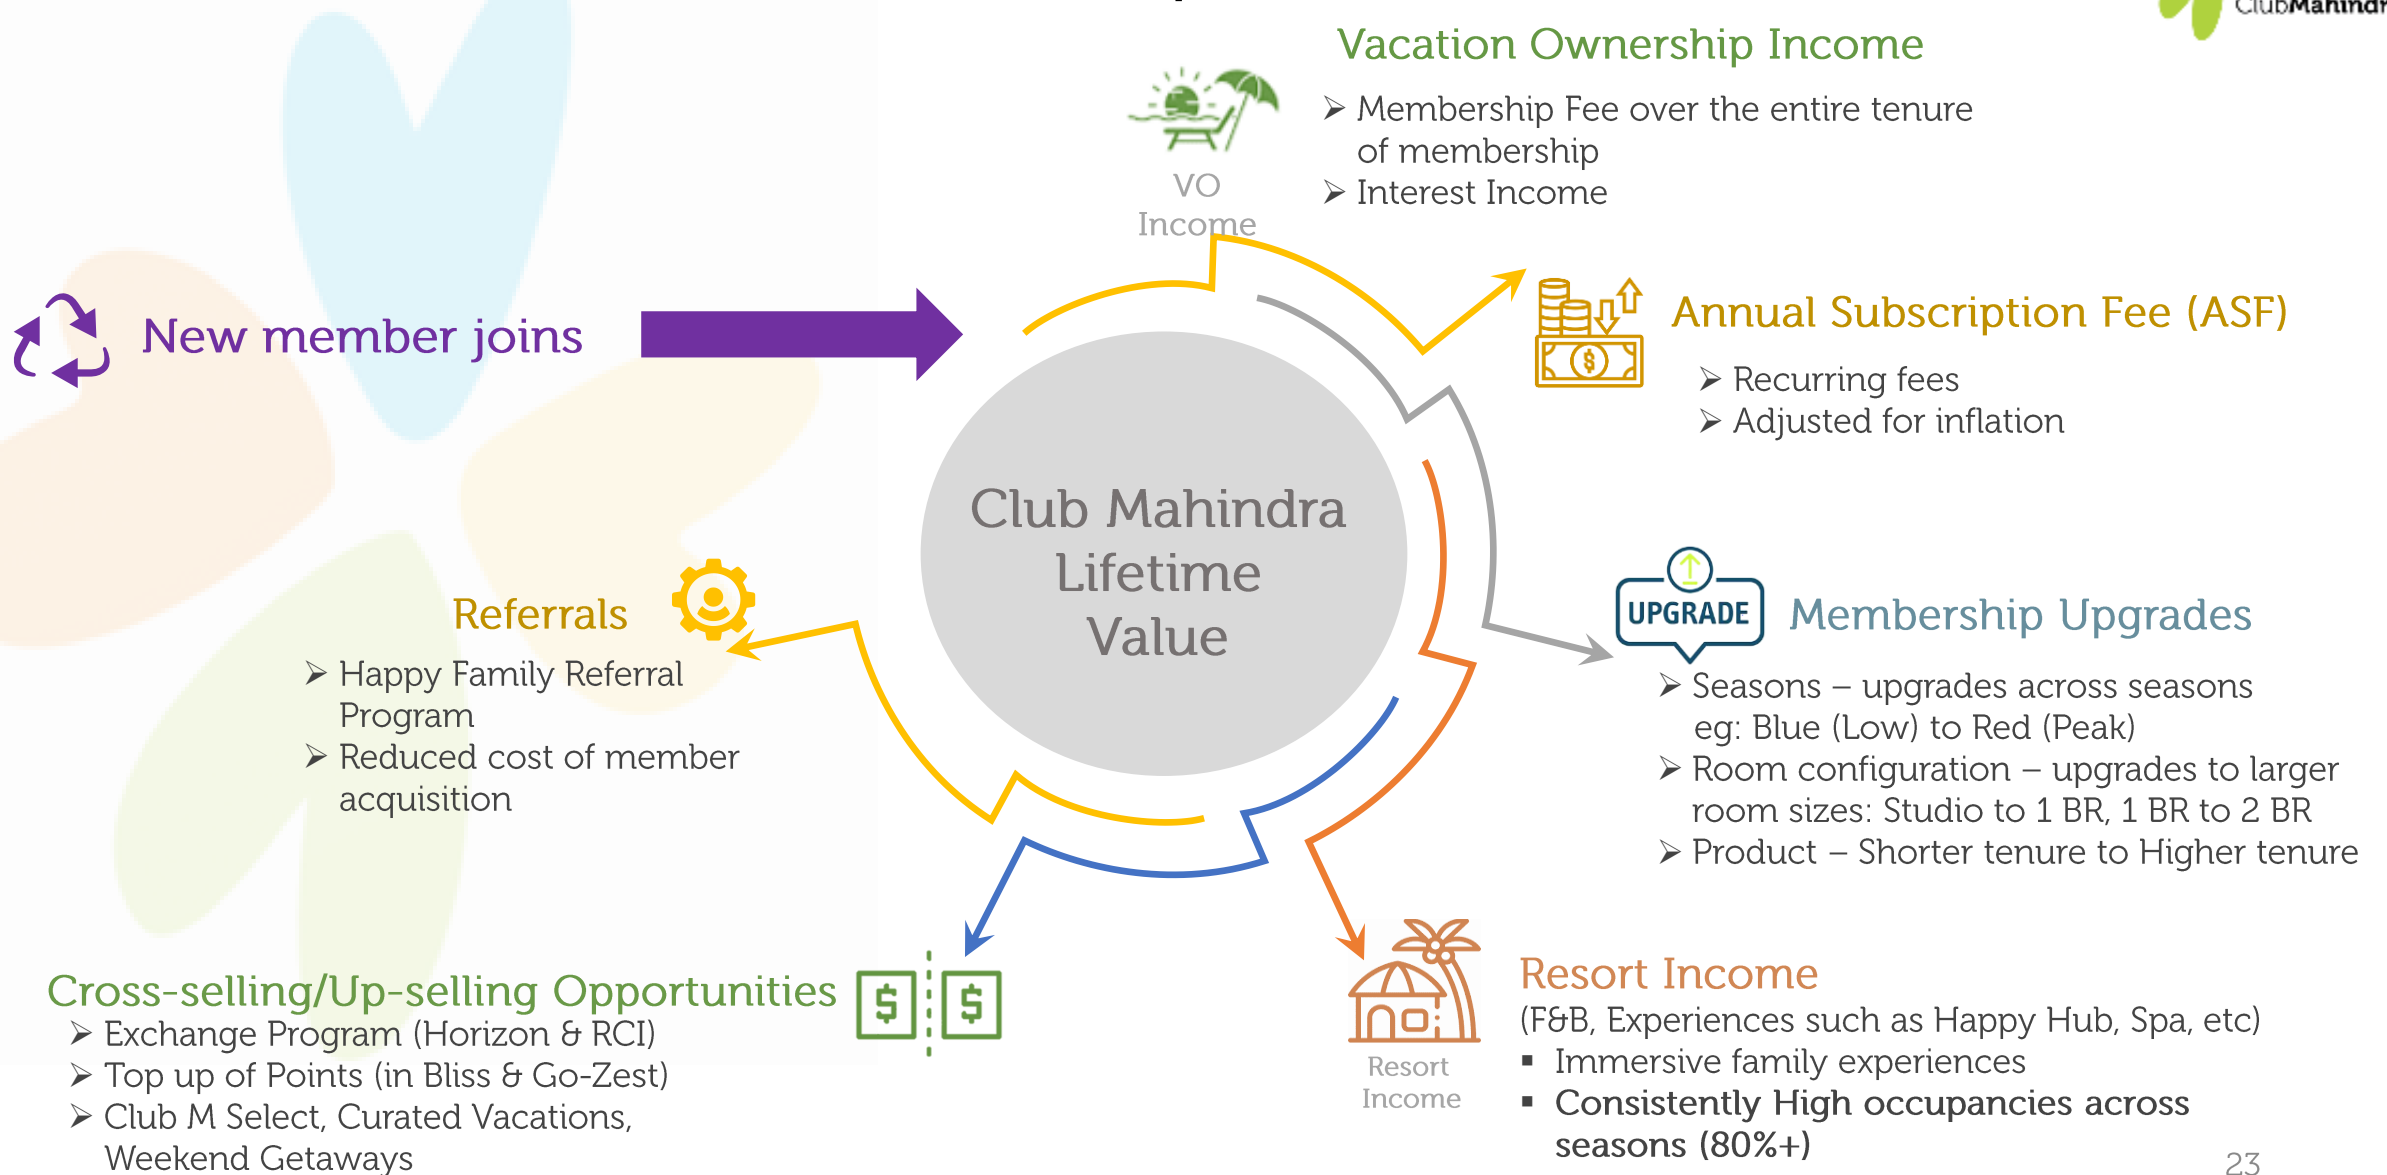 ClubMahindr
Vacation Ownership Income
➢ Membership Fee over the entire tenure
of membership
➢ Interest Income
VO
Income
New member joins
Annual Subscription Fee (ASF)
➢ Recurring fees
➢ Adjusted for inflation
Club Mahindra
Lifetime
Value
UPGRADE
Membership Upgrades
➢ Seasons – upgrades across seasons
eg: Blue (Low) to Red (Peak)
➢ Room configuration – upgrades to larger
room sizes: Studio to 1 BR, 1 BR to 2 BR
➢ Product – Shorter tenure to Higher tenure
Referrals
➢ Happy Family Referral
Program
➢ Reduced cost of member
acquisition
Cross-selling/Up-selling Opportunities
➢ Exchange Program (Horizon & RCI)
➢ Top up of Points (in Bliss & Go-Zest)
➢ Club M Select, Curated Vacations,
Weekend Getaways
Resort
Income
Resort Income
(F&B, Experiences such as Happy Hub, Spa, etc)
▪ Immersive family experiences
▪ Consistently High occupancies across
seasons (80%+)
23